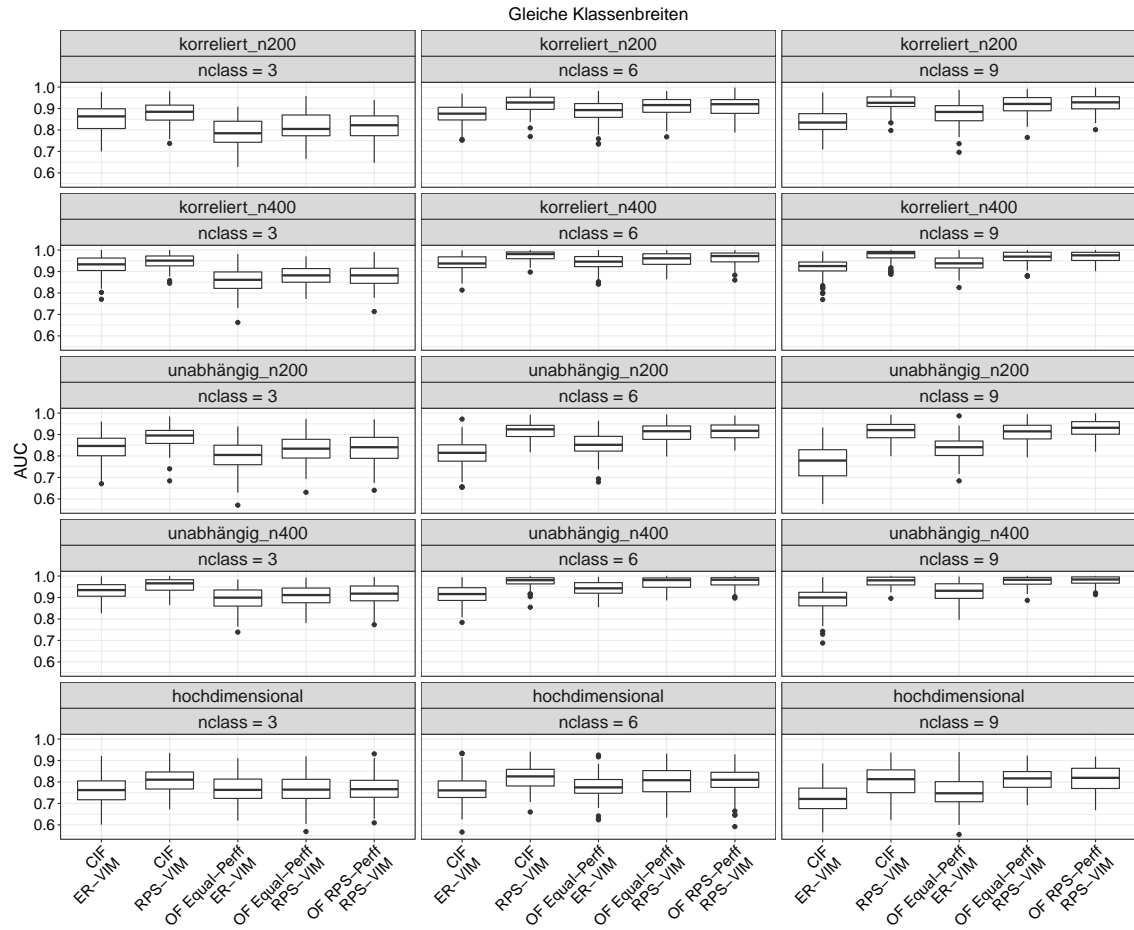 Gleiche Klassenbreiten
korreliert_n200 korreliert_n200 korreliert_n200
nclass = 3 nclass = 6 nclass = 9
1.0
0.9
0.8
0.7
0.6
korreliert_n400 korreliert_n400 korreliert_n400
nclass = 3 nclass = 6 nclass = 9
1.0
0.9
0.8
0.7
0.6
unabhängig_n200 unabhängig_n200 unabhängig_n200
nclass = 3 nclass = 6 nclass = 9
1.0
0.9
0.8
0.7
0.6
AUC
unabhängig_n400 unabhängig_n400 unabhängig_n400
nclass = 3 nclass = 6 nclass = 9
1.0
0.9
0.8
0.7
0.6
hochdimensional hochdimensional hochdimensional
nclass = 3 nclass = 6 nclass = 9
1.0
0.9
0.8
0.7
0.6
CIF
ER−VIM
CIF
RPS−VIM
OF Equal−Perff
ER−VIM
OF Equal−Perff
RPS−VIM
OF RPS−Perff
RPS−VIM
CIF
ER−VIM
CIF
RPS−VIM
OF Equal−Perff
ER−VIM
OF Equal−Perff
RPS−VIM
OF RPS−Perff
RPS−VIM
CIF
ER−VIM
CIF
RPS−VIM
OF Equal−Perff
ER−VIM
OF Equal−Perff
RPS−VIM
OF RPS−Perff
RPS−VIM